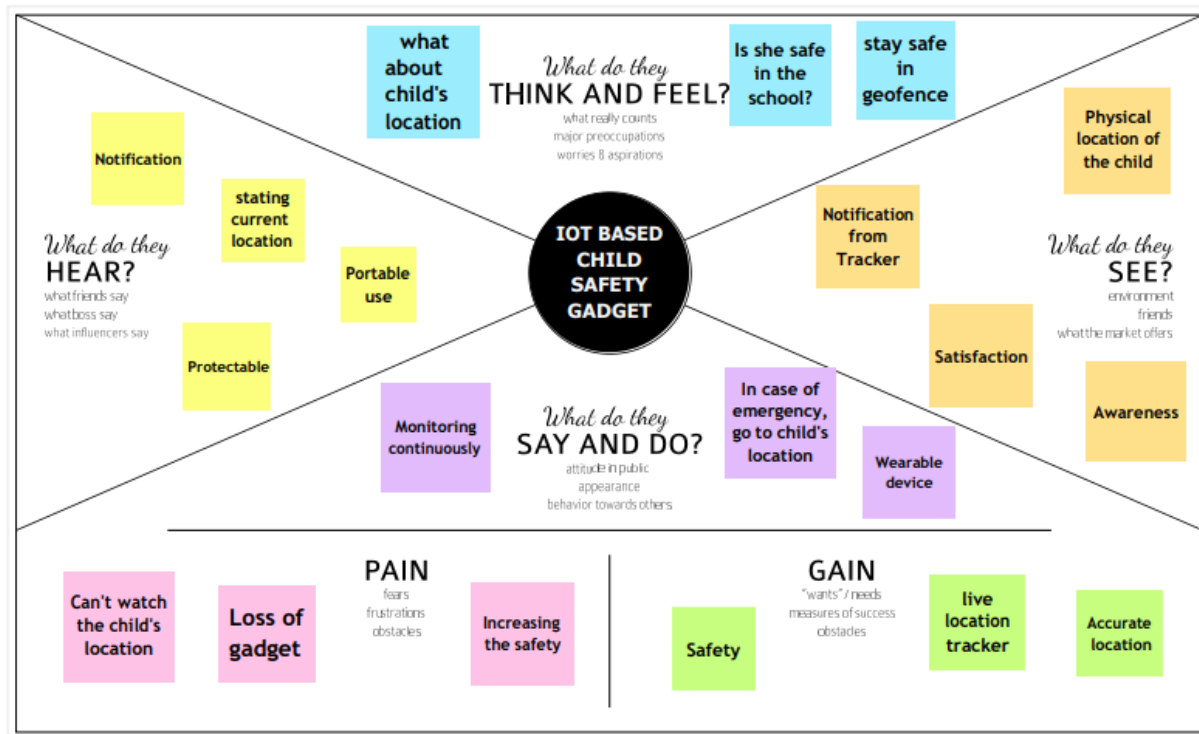 what
about
child's
location
What do they
THINK AND FEEL?
what really counts
major preoccupations
worries & aspirations
Is she safe
in the
school?
stay safe
in
geofence
Notification
stating
current
location
What do they
HEAR?
what friends say
what boss say
what influencers say
Portable
use
Protectable
IOT BASED
CHILD
SAFETY
GADGET
Physical
location of
the child
Notification
from
Tracker
What do they
SEE?
environment
friends
what the market offers
Satisfaction
Awareness
Monitoring
continuously
What do they
SAY AND DO?
attitude in public
appearance
behavior towards others
In case of
emergency,
go to child's
location
Wearable
device
PAIN
fears
frustrations
obstacles
Can't watch
the child's
location
Loss of
gadget
Increasing
the safety
GAIN
"wants" / needs
measures of success
obstacles
Safety
live
location
tracker
Accurate
location